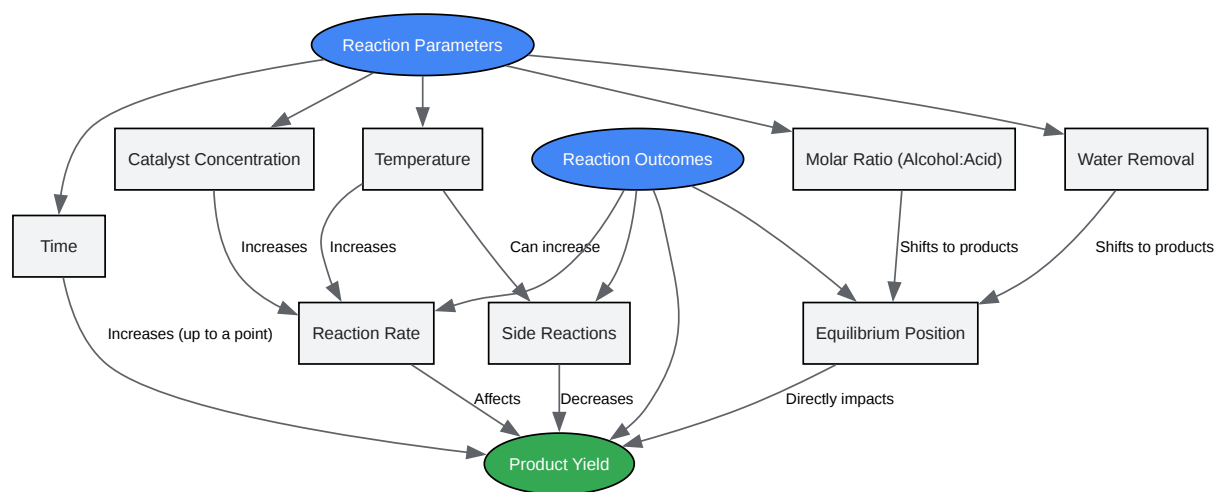 Reaction Parameters
Catalyst Concentration
Temperature
Reaction Outcomes
Molar Ratio (Alcohol:Acid)
Water Removal
Time
Increases
Increases
Can increase
Shifts to products
Shifts to products
Increases (up to a point)
Reaction Rate
Side Reactions
Equilibrium Position
Affects
Decreases
Directly impacts
Product Yield